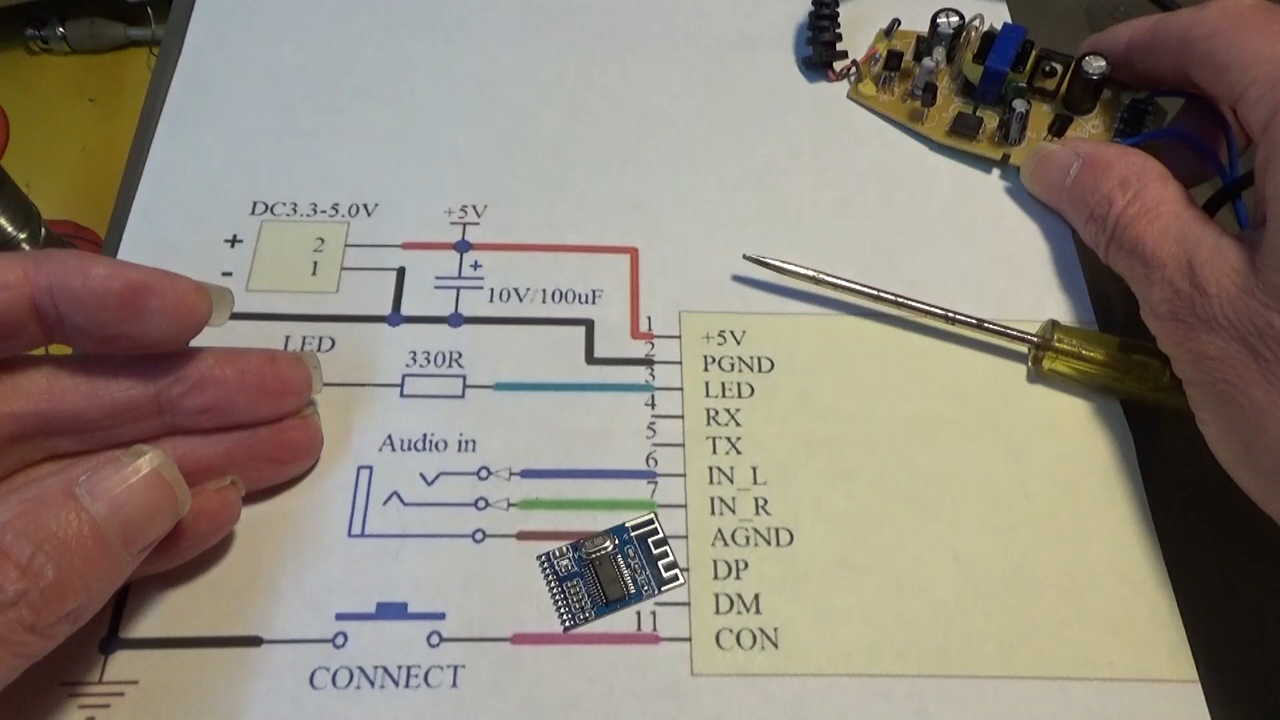 DC3.3-5.0V
+5V
+
2
-
1
+
10V/100uF
1
+5V
2
PGND
LED
330R
3
LED
4
RX
5
TX
Audio in
6
IN_L
7
IN_R
AGND
DP
DM
11
CON
CONNECT